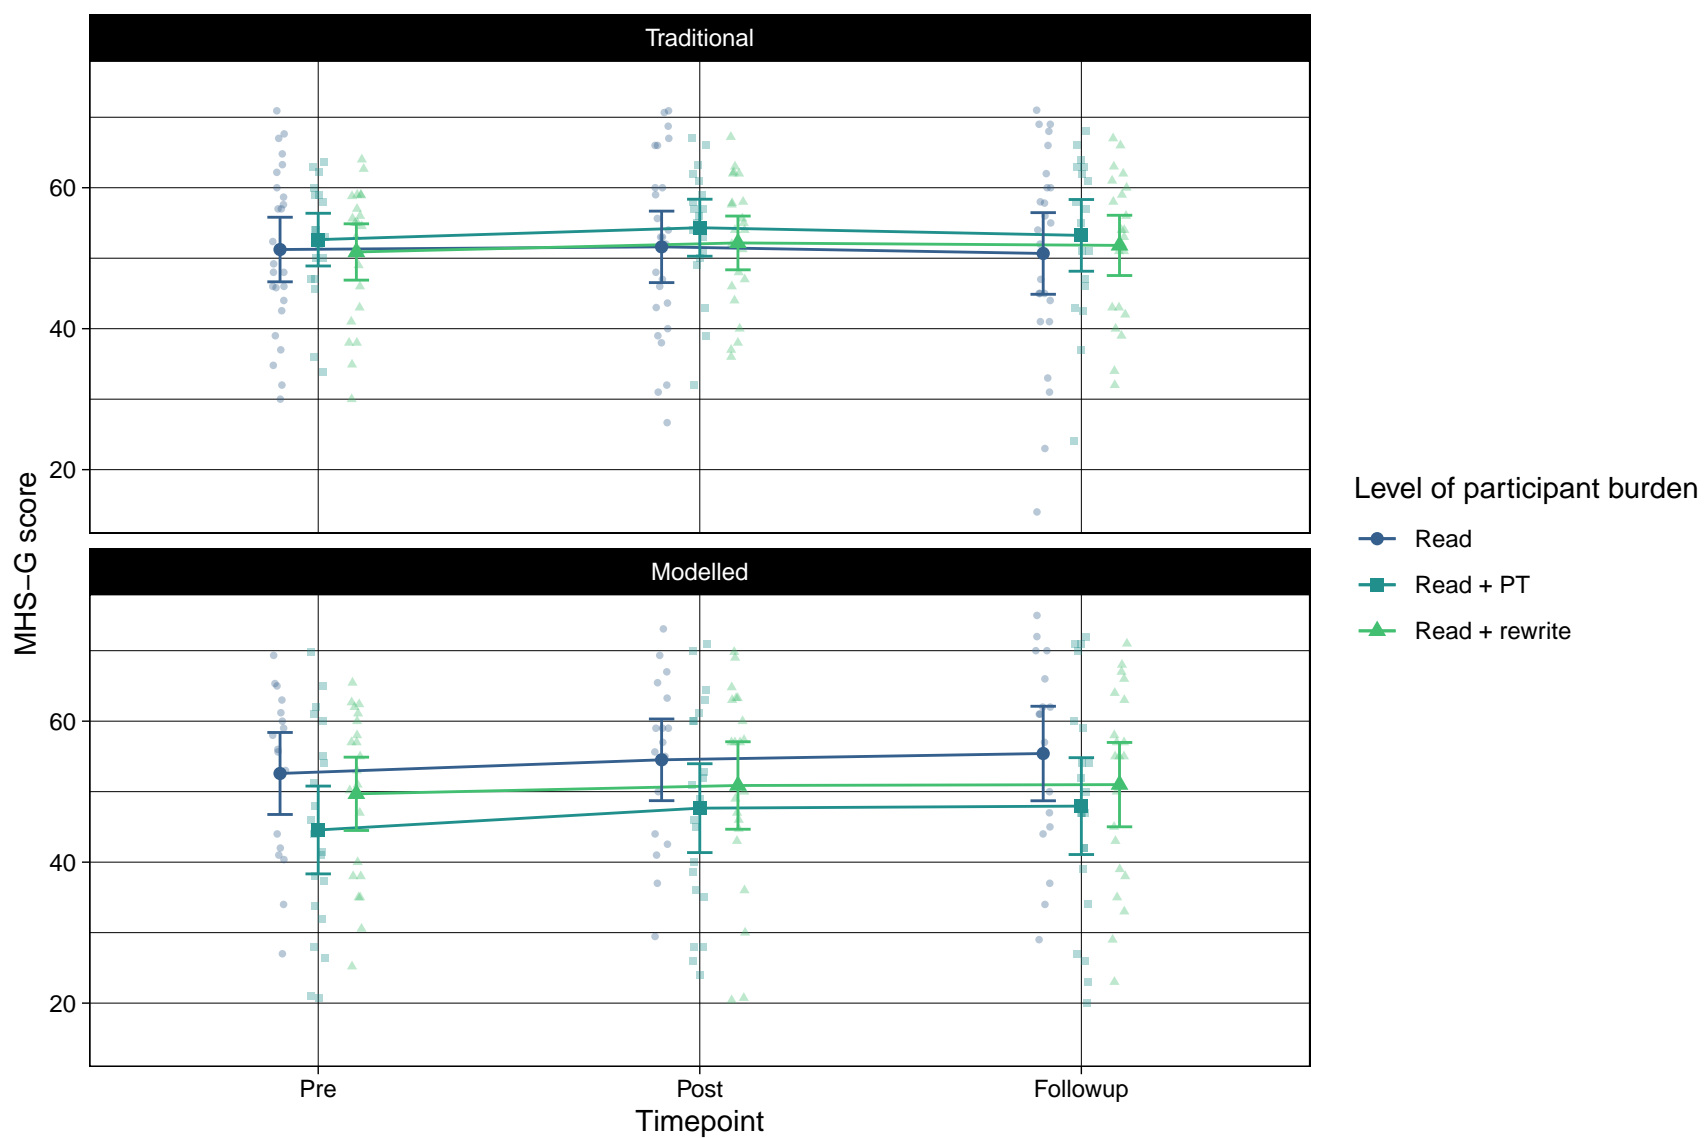 Traditional
60
40
20
MHS−G score
Modelled
60
40
20
Pre
Post
Followup
Timepoint
Level of participant burden
Read
Read + PT
Read + rewrite